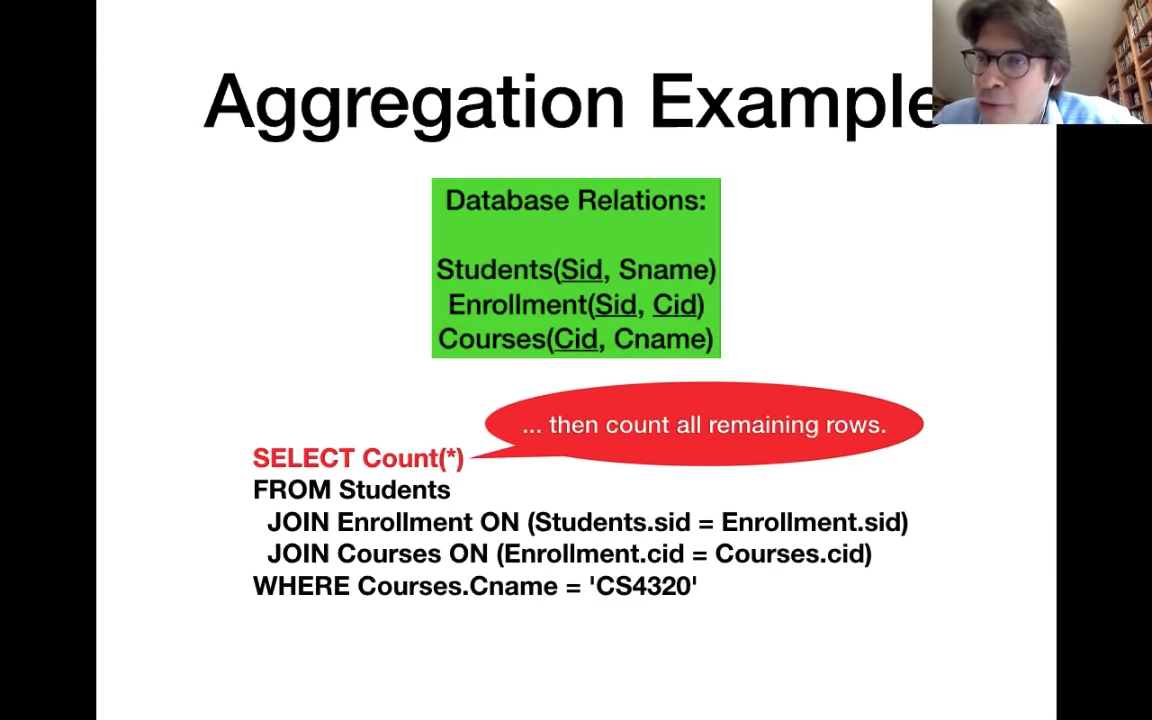 Aggregation Example
Database Relations:
Students(Sid, Sname)
Enrollment(Sid, Cid)
Courses(Cid, Cname)
... then count all remaining rows.
SELECT Count(*)
FROM Students
JOIN Enrollment ON (Students.sid = Enrollment.sid)
JOIN Courses ON (Enrollment.cid = Courses.cid)
WHERE Courses.Cname = 'CS4320'